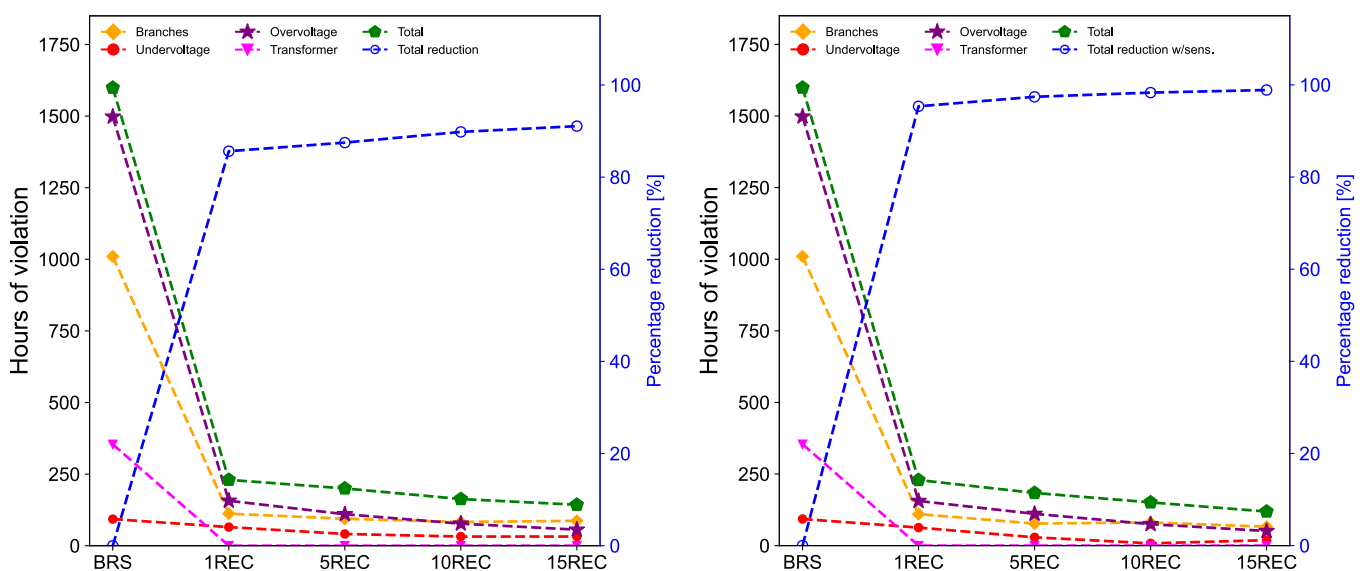 Branches Overvoltage Total
Undervoltage Transformer Total reduction
1750
1500
1250
1000
750
500
250
0
Hours of violation
100
80
60
40
20
0
Percentage reduction [%]
BRS 1REC 5REC 10REC 15REC
Branches Overvoltage Total
Undervoltage Transformer Total reduction w/sens.
1750
1500
1250
1000
750
500
250
0
Hours of violation
100
80
60
40
20
0
Percentage reduction [%]
BRS 1REC 5REC 10REC 15REC